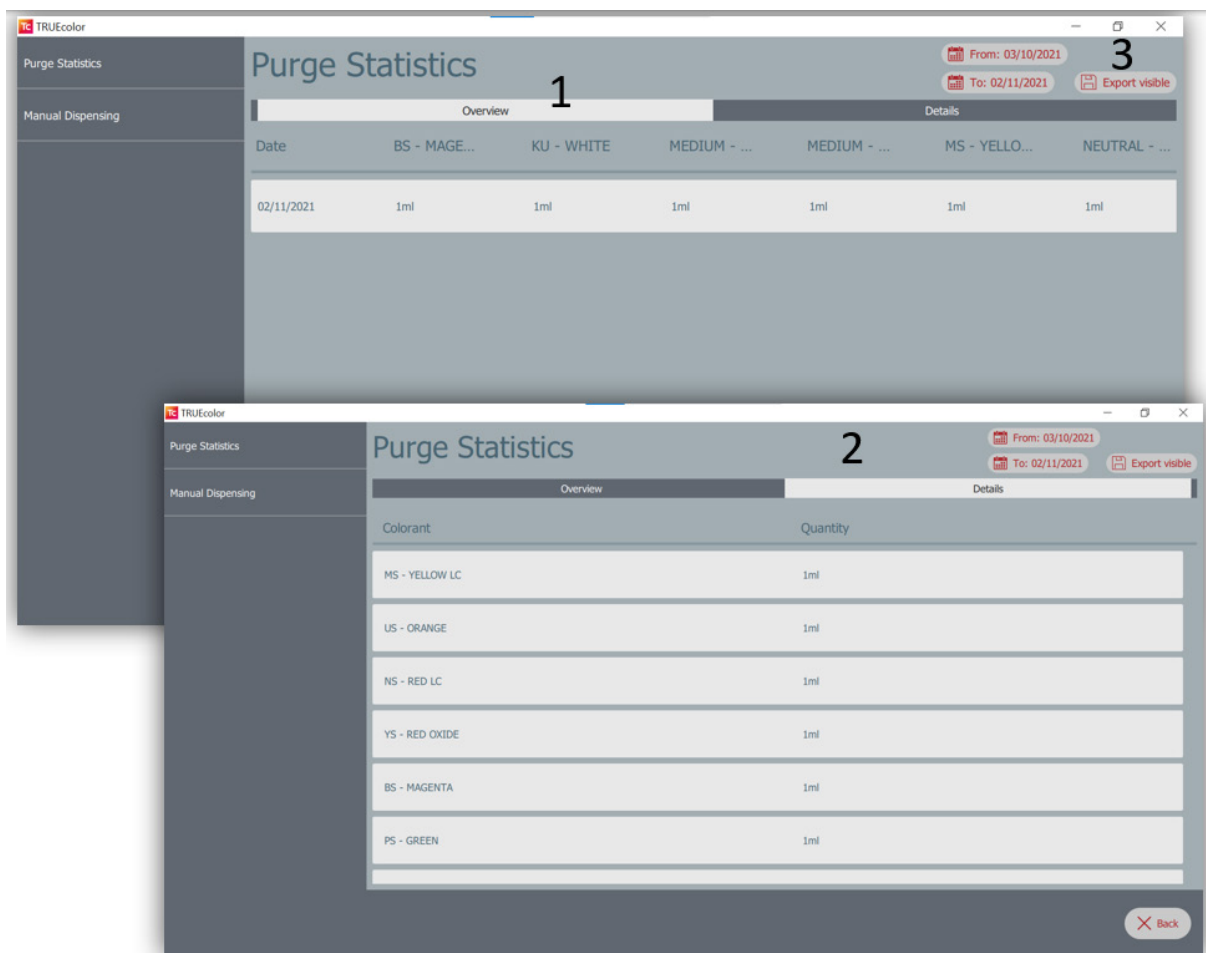 Tc TRUEcolor
Purge Statistics
Manual Dispensing
Purge Statistics
From: 03/10/2021
To: 02/11/2021
3
Export visible
1
Overview
Details
Date BS - MAGE... KU - WHITE MEDIUM - ... MEDIUM - ... MS - YELLO... NEUTRAL - ...
02/11/2021 1ml 1ml 1ml 1ml 1ml 1ml
Tc TRUEcolor
Purge Statistics
Manual Dispensing
Purge Statistics
2
From: 03/10/2021
To: 02/11/2021
Export visible
Overview
Details
Colorant Quantity
MS - YELLOW LC 1ml
US - ORANGE 1ml
NS - RED LC 1ml
YS - RED OXIDE 1ml
BS - MAGENTA 1ml
PS - GREEN 1ml
Back